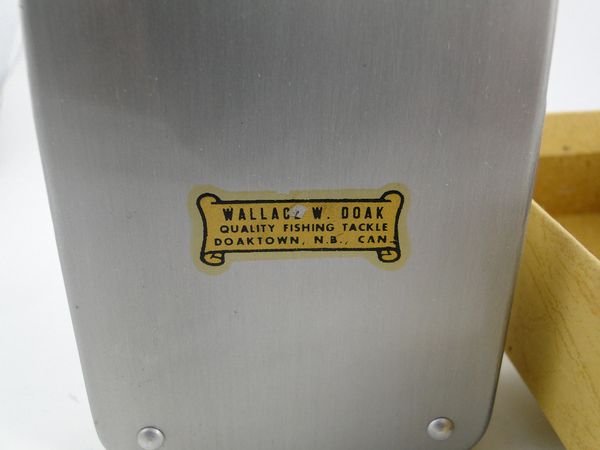 WALLACE W. DOAK
QUALITY FISHING TACKLE
DOAKTOWN, N.B., CAN.